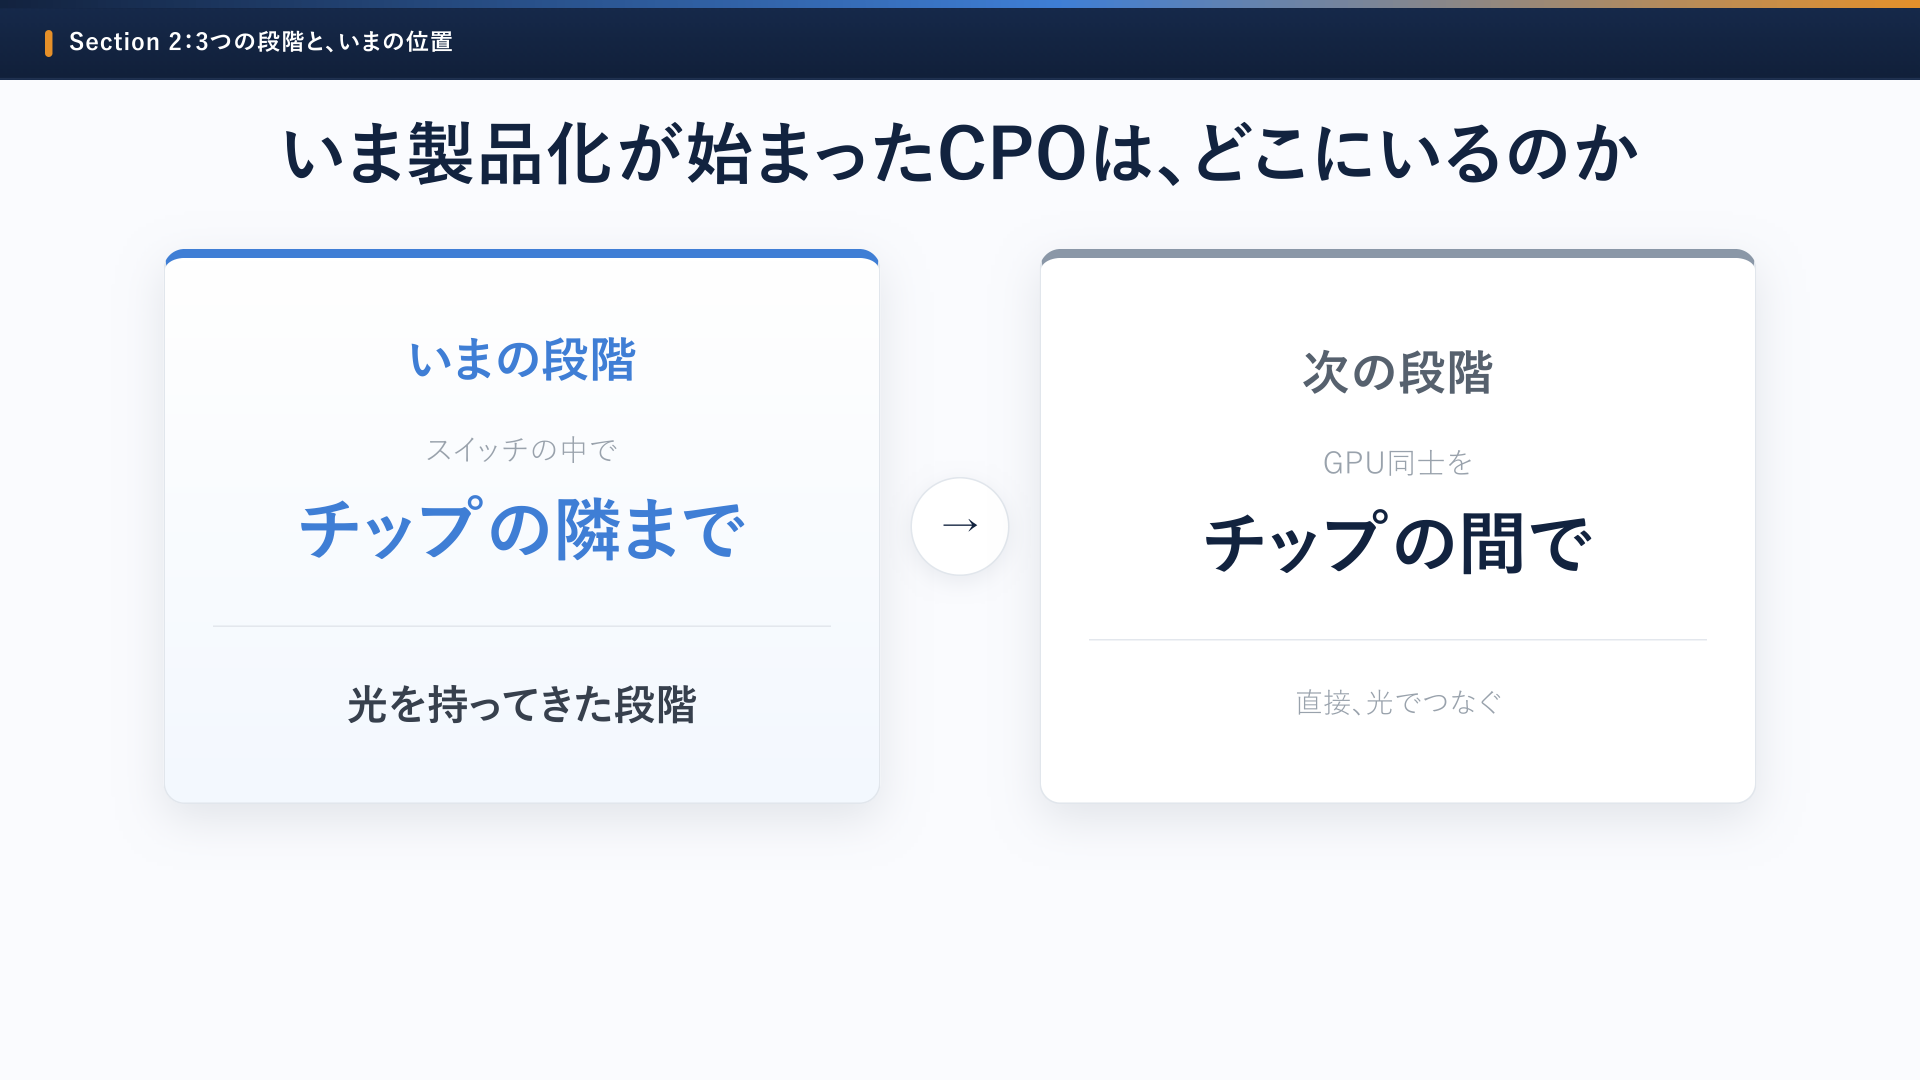 Section 2：3つの段階と、いまの位置
いま製品化が始まったCPOは、どこにいるのか
いまの段階
スイッチの中で
チップの隣まで
光を持ってきた段階
→
次の段階
GPU同士を
チップの間で
直接、光でつなぐ